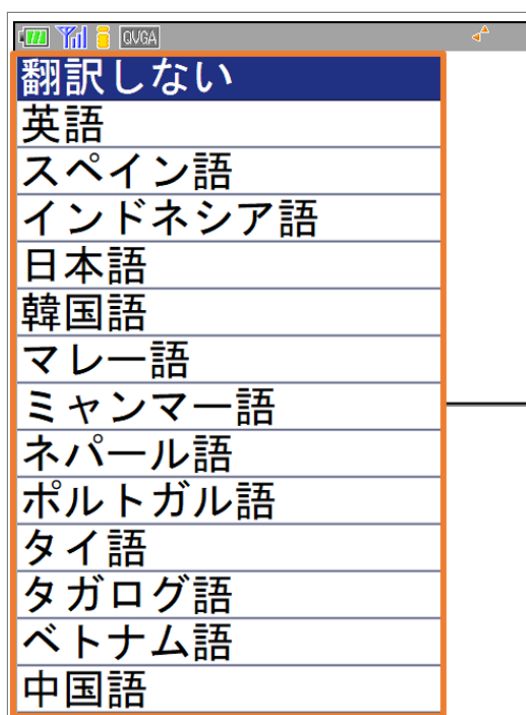 QVGA
翻訳しない
英語
スペイン語
インドネシア語
日本語
韓国語
マレー語
ミャンマー語
ネパール語
ポルトガル語
タイ語
タガログ語
ベトナム語
中国語